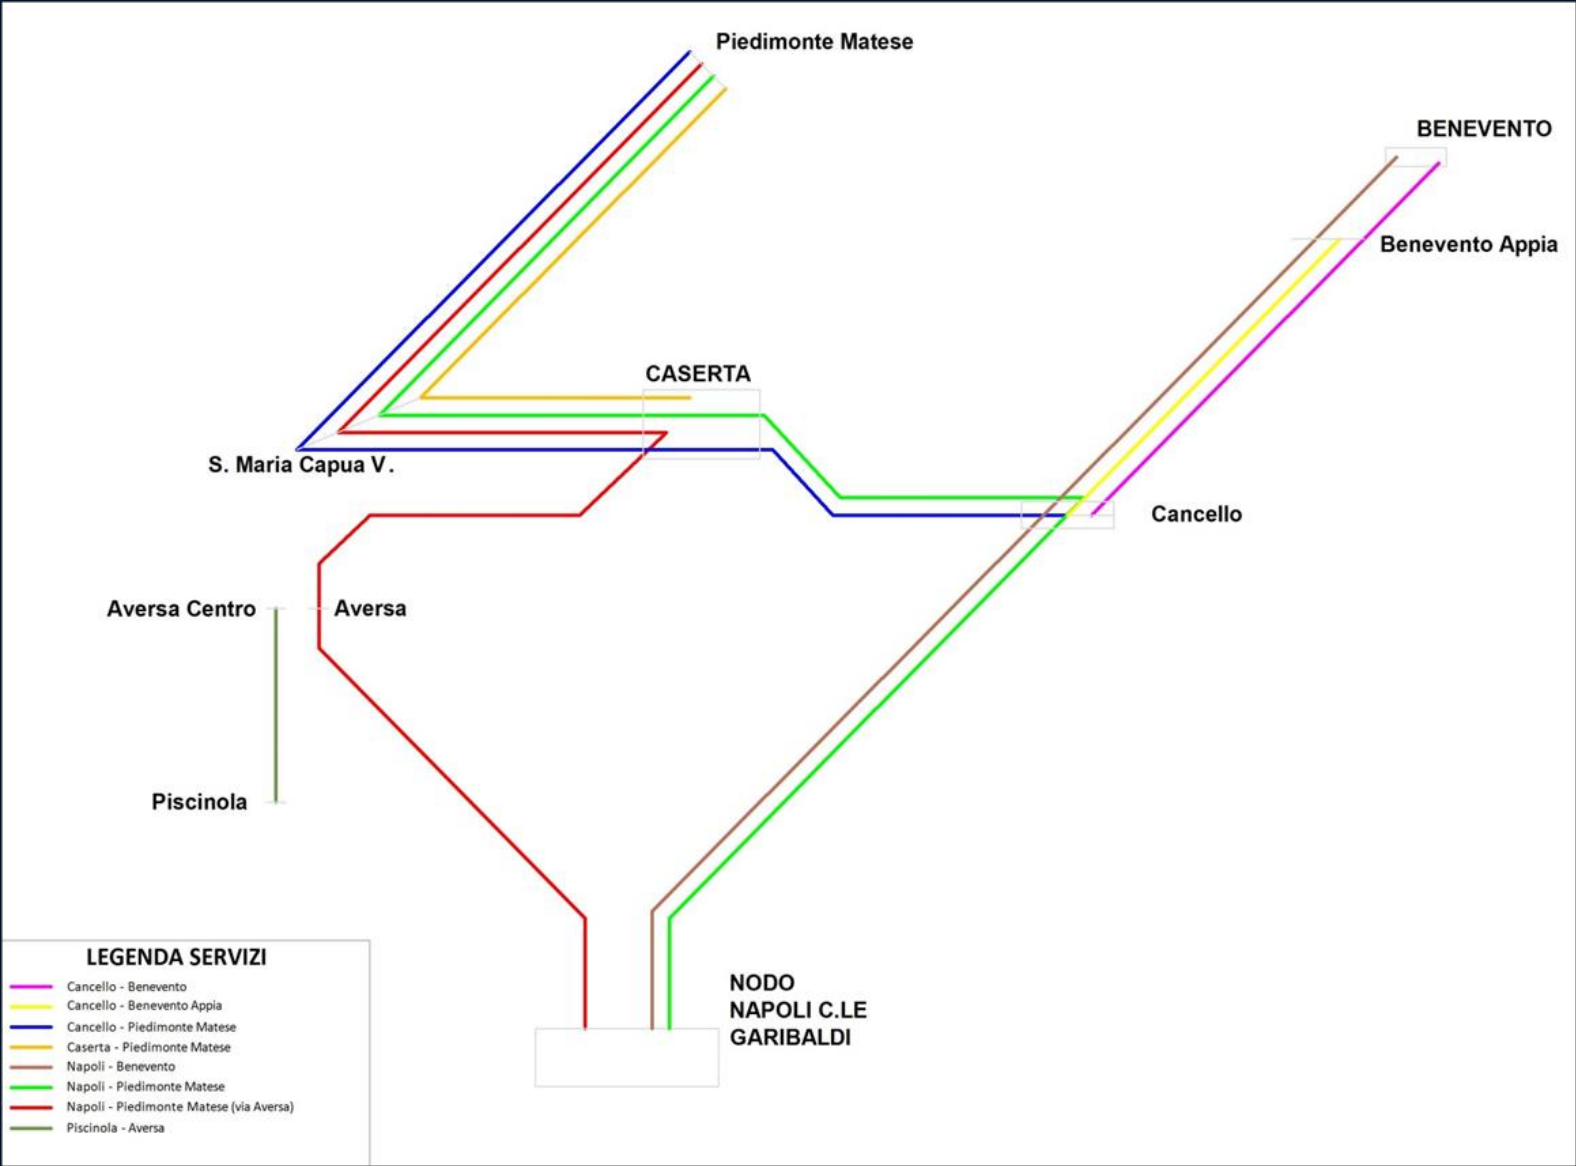 Piedimonte Matese
BENEVENTO
Benevento Appia
CASERTA
S. Maria Capua V.
Cancello
Aversa Centro
Aversa
Piscinola
NODO
NAPOLI C.LE
GARIBALDI
LEGENDA SERVIZI
Cancello - Benevento
Cancello - Benevento Appia
Cancello - Piedimonte Matese
Caserta - Piedimonte Matese
Napoli - Benevento
Napoli - Piedimonte Matese
Napoli - Piedimonte Matese (via Aversa)
Piscinola - Aversa